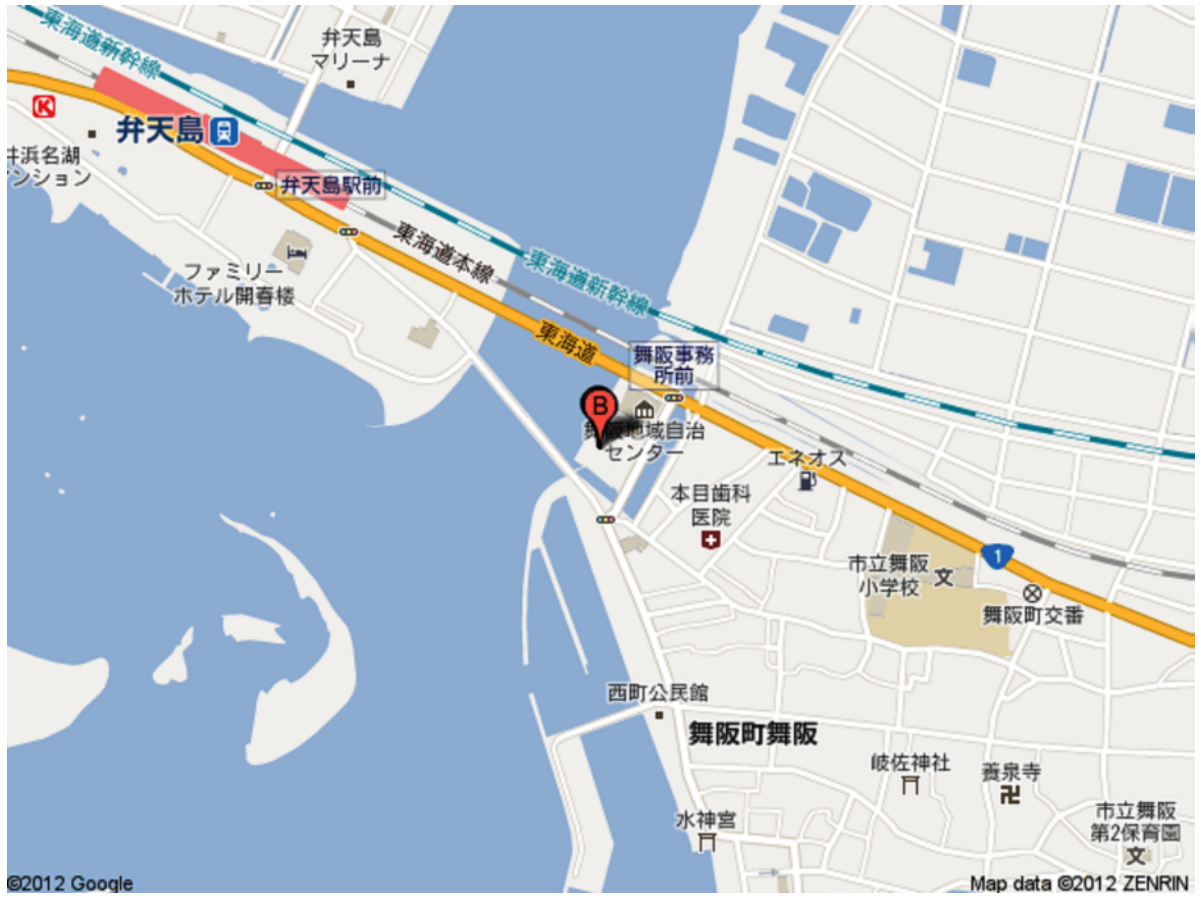 東海道新幹線
弁天島
マリーナ
K
弁天島
井浜名湖
ンション
弁天島駅前
東海道本線
東海道新幹線
ファミリー
ホテル開春楼
東海道
舞阪事務
所前
B
舞阪地域自治
センター
エネオス
本目歯科
医院
1
市立舞阪
小学校
文
舞阪町交番
西町公民館
舞阪町舞阪
岐佐神社
養泉寺
水神宮
市立舞阪
第2保育園
文
©2012 Google
Map data ©2012 ZENRIN